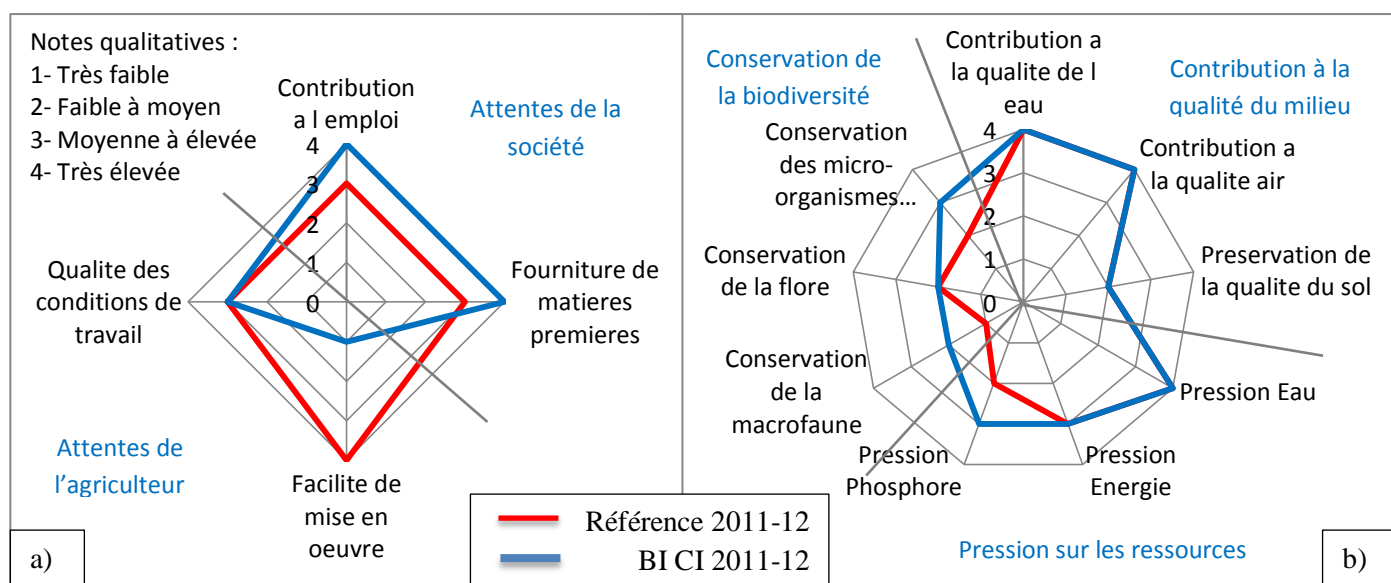 Notes qualitatives :
1- Très faible
2- Faible à moyen
3- Moyenne à élevée
4- Très élevée
Contribution
a l emploi
Attentes de la
société
4
3
2
1
0
Qualite des
conditions de
travail
Fourniture de
matieres
premieres
Attentes de
l’agriculteur
Facilite de
mise en
oeuvre
a)
Conservation de
la biodiversité
Contribution a
la qualite de l
eau
Contribution à la
qualité du milieu
Conservation
des micro-
organismes…
4
3
2
1
0
Contribution a
la qualite air
Conservation
de la flore
Preservation de
la qualite du sol
Conservation
de la
macrofaune
Pression Eau
Pression
Phosphore
Pression
Energie
Pression sur les ressources
b)
Référence 2011-12
BI CI 2011-12